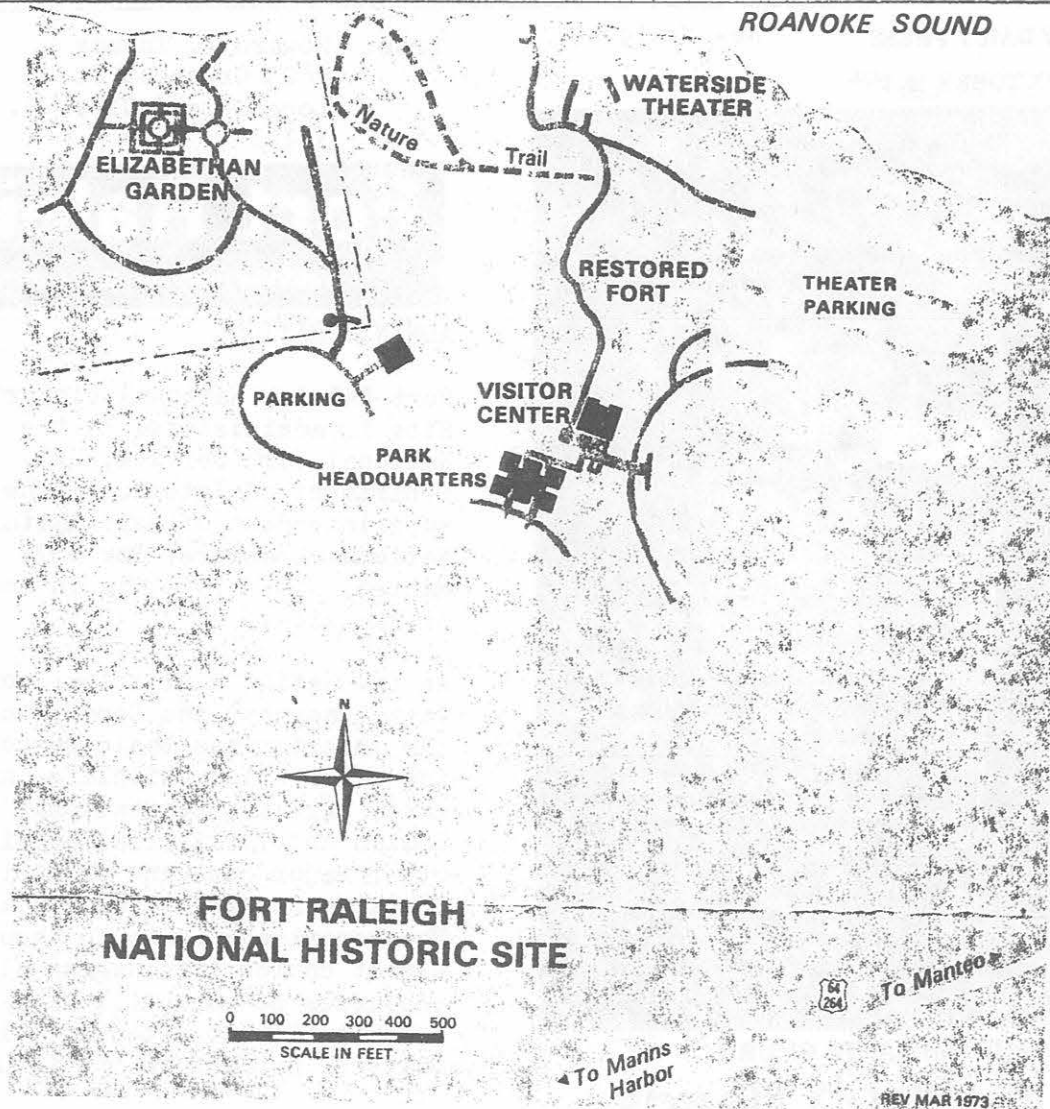 ROANOKE SOUND
WATERSIDE
THEATER
Nature Trail
ELIZABETHAN
GARDEN
RESTORED
FORT
THEATER
PARKING
PARKING
VISITOR
CENTER
PARK
HEADQUARTERS
N
FORT RALEIGH
NATIONAL HISTORIC SITE
0 100 200 300 400 500
SCALE IN FEET
64
264
To Manteo
To Manns
Harbor
REV MAR 1973